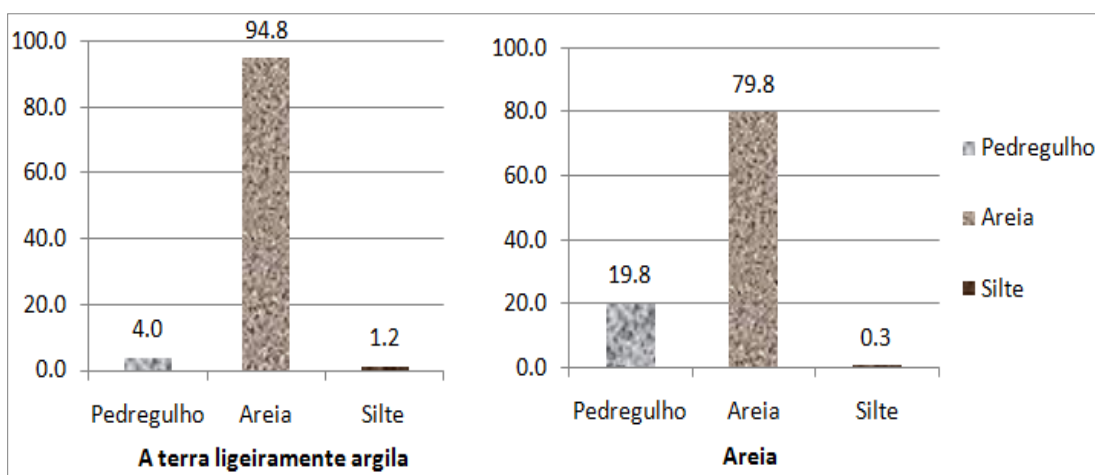 94.8
100.0
80.0
60.0
40.0
20.0
0.0
4.0
1.2
Pedregulho Areia Silte
A terra ligeiramente argila
100.0
80.0
60.0
40.0
20.0
0.0
79.8
19.8
0.3
Pedregulho Areia Silte
Areia
Pedregulho
Areia
Silte